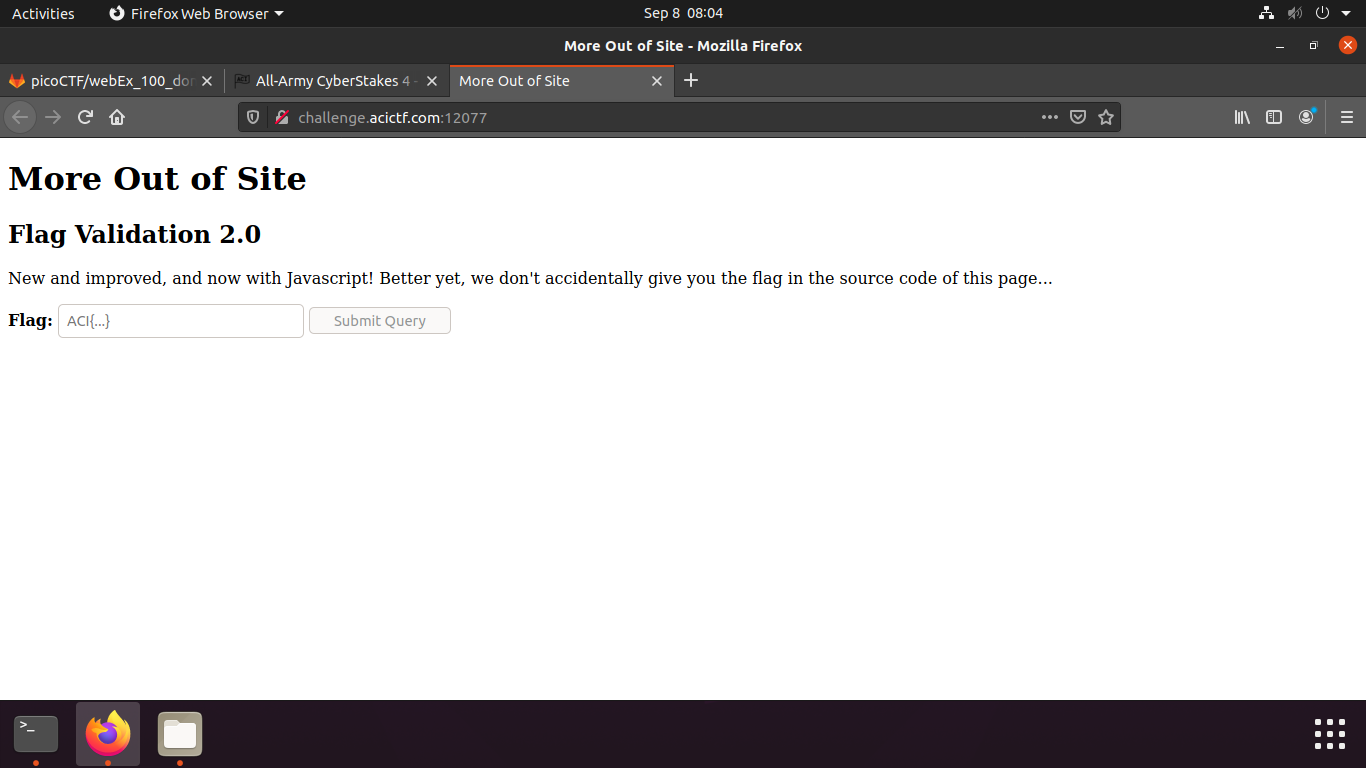 Activities Firefox Web Browser Sep 8 08:04
More Out of Site - Mozilla Firefox
picoCTF/webEx_100_dor All-Army CyberStakes 4 - More Out of Site
challenge.acictf.com:12077
More Out of Site
Flag Validation 2.0
New and improved, and now with Javascript! Better yet, we don't accidentally give you the flag in the source code of this page...
Flag: ACI{...} Submit Query
>_